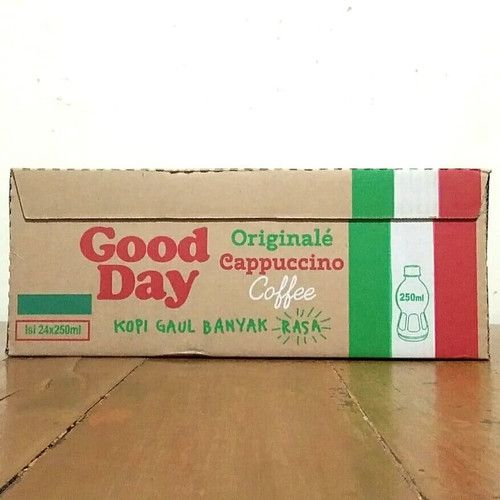 Good
Day
Originalé
Cappuccino
Coffee
KOPI GAUL BANYAK RASA
Isi 24x250ml
250ml